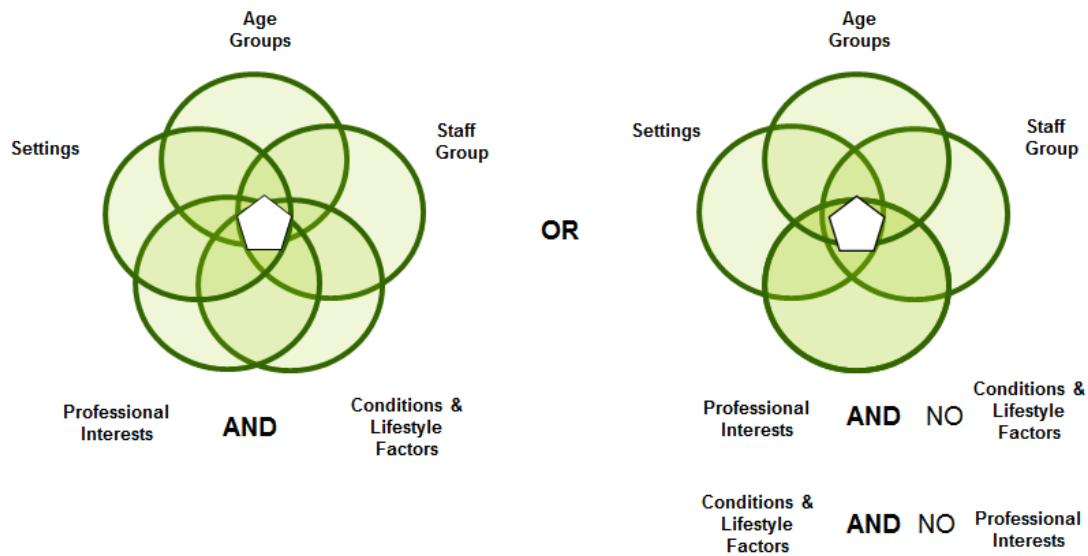 Age
Groups
Settings
Staff
Group
Professional
Interests
AND
Conditions &
Lifestyle
Factors
OR
Age
Groups
Settings
Staff
Group
Professional
Interests
AND NO
Conditions &
Lifestyle
Factors
Conditions &
Lifestyle
Factors
AND NO
Professional
Interests